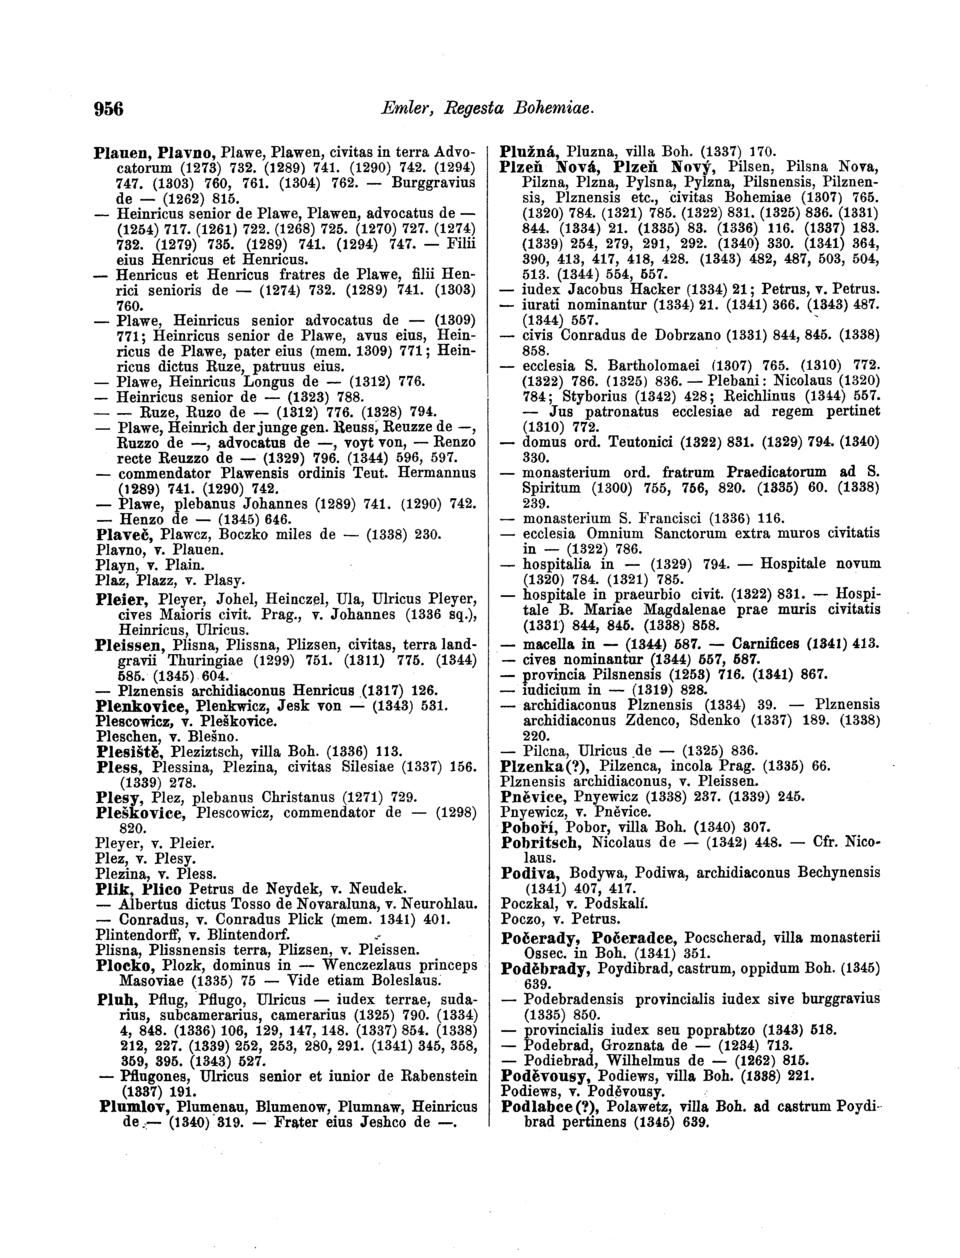 956
Emler, Regesta Bohemiae.
Plauen, Plavno, Plawe, Plawen, civitas in terra Advo-
catorum (1273) 732. (1289) 741. (1290) 742. (1294)
747. (1303) 760, 761. (1304) 762. — Burggravius
de — (1262) 815.
— Heinricus senior de Plawe, Plawen, advocatus de —
(1254) 717. (1261) 722. (1268) 725. (1270) 727. (1274)
732. (1279) 735. (1289) 741. (1294) 747. — Filii
eius Henricus et Henricus.
— Henricus et Henricus fratres de Plawe, filii Hen-
rici senioris de — (1274) 732. (1289) 741. (1303)
760.
— Plawe, Heinricus senior advocatus de — (1309)
771; Heinricus senior de Plawe, avus eius, Hein-
ricus de Plawe, pater eius (mem. 1309) 771; Hein-
ricus dictus Ruze, patruus eius.
— Plawe, Heinricus Longus de — (1312) 776.
— Heinricus senior de — (1323) 788.
— — Ruze, Ruzo de — (1312) 776. (1328) 794.
— Plawe, Heinrich der junge gen. Reuss, Reuzze de —,
Ruzzo de —, advocatus de —, voyt von, — Renzo
recte Reuzzo de — (1329) 796. (1344) 596, 597.
— commendator Plawensis ordinis Teut. Hermannus
(1289) 741. (1290) 742.
— Plawe, plebanus Johannes (1289) 741. (1290) 742.
— Henzo de — (1345) 646.
Plaveč, Plawcz, Boczko miles de — (1338) 230.
Plavno, v. Plauen.
Playn, v. Plain.
Plaz, Plazz, v. Plasy.
Pleier, Pleyer, Johel, Heinczel, Ula, Ulricus Pleyer,
cives Maioris civit. Prag., v. Johannes (1336 sq.),
Heinricus, Ulricus.
Pleissen, Plisna, Plissna, Plizsen, civitas, terra land-
gravii Thuringiae (1299) 751. (1311) 775. (1344)
585. (1345) 604.
— Plznensis archidiaconus Henricus (1317) 126.
Plenkovice, Plenkwicz, Jesk von — (1343) 531.
Plescowicz, v. Pleškovice.
Pleschen, v. Blešno.
Plesiště, Pleziztsch, villa Boh. (1336) 113.
Pless, Plessina, Plezina, civitas Silesiae (1337) 156.
(1339) 278.
Plesy, Plez, plebanus Christanus (1271) 729.
Pleškovice, Plescowicz, commendator de — (1298)
820.
Pleyer, v. Pleier.
Plez, v. Plesy.
Plezina, v. Pless.
Plik, Plico Petrus de Neydek, v. Neudek.
— Albertus dictus Tosso de Novaraluna, v. Neurohlau.
— Conradus, v. Conradus Plick (mem. 1341) 401.
Plintendorff, v. Blintendorf.
Plisna, Plissnensis terra, Plizsen, v. Pleissen.
Plocko, Plozk, dominus in — Wenczezlaus princeps
Masoviae (1335) 75 — Vide etiam Boleslaus.
Pluh, Pflug, Pflugo, Ulricus — iudex terrae, suda-
rius, subcamerarius, camerarius (1325) 790. (1334)
4, 848. (1336) 106, 129, 147, 148. (1337) 854. (1338)
212, 227. (1339) 252, 253, 280, 291. (1341) 345, 358,
359, 395. (1343) 527.
— Pflugones, Ulricus senior et iunior de Rabenstein
(1337) 191.
Plumlov, Plumenau, Blumenow, Plumnaw, Heinricus
de — (1340) 319. — Frater eius Jeshco de —.
Plužná, Pluzna, villa Boh. (1337) 170.
Plzeň Nová, Plzeň Nový, Pilsen, Pilsna Nova,
Pilzna, Plzna, Pylsna, Pylzna, Pilsnensis, Pilznen-
sis, Plznensis etc., civitas Bohemiae (1307) 765.
(1320) 784. (1321) 785. (1322) 831. (1325) 836. (1331)
844. (1334) 21. (1335) 83. (1336) 116. (1337) 183.
(1339) 254, 279, 291, 292. (1340) 330. (1341) 364,
390, 413, 417, 418, 428. (1343) 482, 487, 503, 504,
513. (1344) 554, 557.
— iudex Jacobus Hacker (1334) 21; Petrus, v. Petrus.
— iurati nominantur (1334) 21. (1341) 366. (1343) 487.
(1344) 557.
— civis Conradus de Dobrzano (1331) 844, 845. (1338)
858.
— ecclesia S. Bartholomaei (1307) 765. (1310) 772.
(1322) 786. (1325) 836. — Plebani: Nicolaus (1320)
784; Styborius (1342) 428; Reichlinus (1344) 557.
— Jus patronatus ecclesiae ad regem pertinet
(1310) 772.
— domus ord. Teutonici (1322) 831. (1329) 794. (1340)
330.
— monasterium ord. fratrum Praedicatorum ad S.
Spiritum (1300) 755, 756, 820. (1335) 60. (1338)
239.
— monasterium S. Francisci (1336) 116.
— ecclesia Omnium Sanctorum extra muros civitatis
in — (1322) 786.
— hospitalia in — (1329) 794. — Hospitale novum
(1320) 784. (1321) 785.
— hospitale in praeurbio civit. (1322) 831. — Hospi-
tale B. Mariae Magdalenae prae muris civitatis
(1331) 844, 845. (1338) 858.
— macella in — (1344) 587. — Carnifices (1341) 413.
— cives nominantur (1344) 557, 587.
— provincia Pilsnensis (1253) 716. (1341) 867.
— iudicium in — (1319) 828.
— archidiaconus Plznensis (1334) 39. — Plznensis
archidiaconus Zdenco, Sdenko (1337) 189. (1338)
220.
— Pilcna, Ulricus de — (1325) 836.
Plzenka(?), Pilzenca, incola Prag. (1335) 66.
Plznensis archidiaconus, v. Pleissen.
Pněvice, Pnyewicz (1338) 237. (1339) 245.
Pnyewicz, v. Pněvice.
Poboří, Pobor, villa Boh. (1340) 307.
Pobritsch, Nicolaus de — (1342) 448. — Cfr. Nico-
laus.
Podiva, Bodywa, Podiwa, archidiaconus Bechynensis
(1341) 407, 417.
Poczkal, v. Podskalí.
Poczo, v. Petrus.
Počerady, Počeradce, Pocscherad, villa monasterii
Ossec. in Boh. (1341) 351.
Poděbrady, Poydibrad, castrum, oppidum Boh. (1345)
639.
— Podebradensis provincialis iudex sive burggravius
(1335) 850.
— provincialis iudex seu poprabtzo (1343) 518.
— Podebrad, Groznata de — (1234) 713.
— Podiebrad, Wilhelmus de — (1262) 815.
Poděvousy, Podiews, villa Boh. (1338) 221.
Podiews, v. Poděvousy.
Podlabce(?), Polawetz, villa Boh. ad castrum Poydi-
brad pertinens (1345) 639.